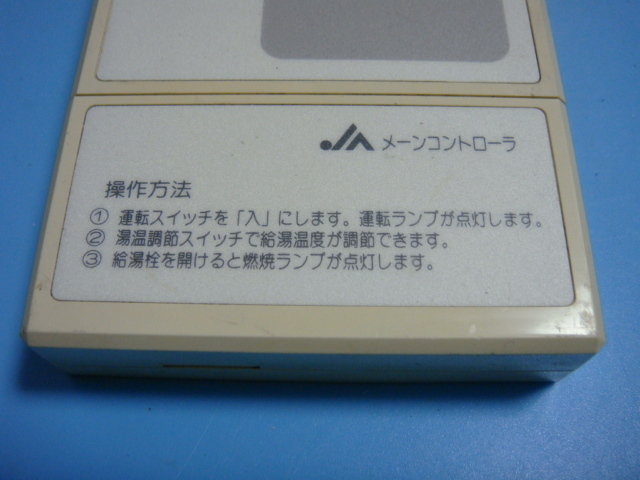 JA メーンコントローラ
操作方法
① 運転スイッチを「入」にします。運転ランプが点灯します。
② 湯温調節スイッチで給湯温度が調節できます。
③ 給湯栓を開けると燃焼ランプが点灯します。